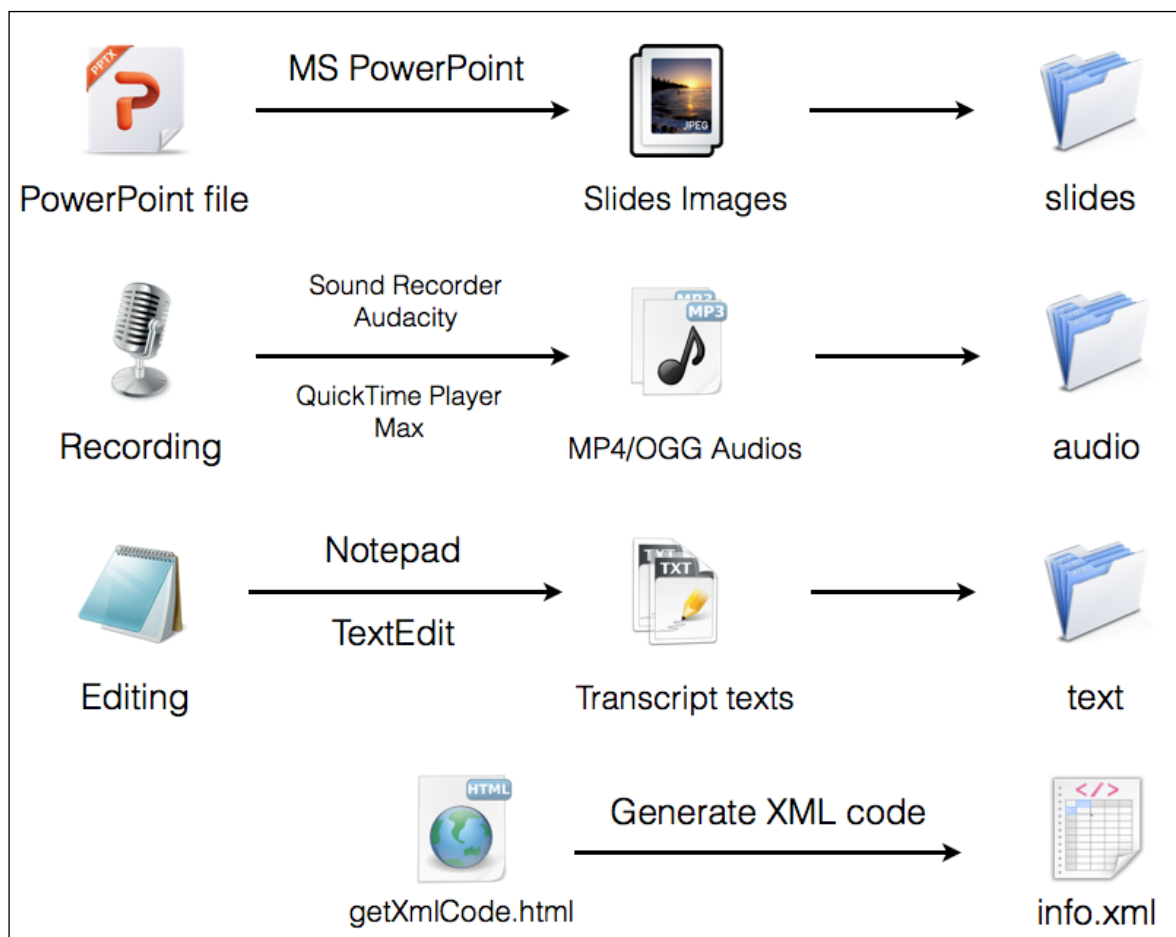 PPTX
MS PowerPoint
JPEG
PowerPoint file
Slides Images
slides
Sound Recorder
Audacity
MP3
MP3
QuickTime Player
Max
Recording
MP4/OGG Audios
audio
Notepad
TXT
TXT
TextEdit
Editing
Transcript texts
text
HTML
Generate XML code
</>
getXmlCode.html
info.xml